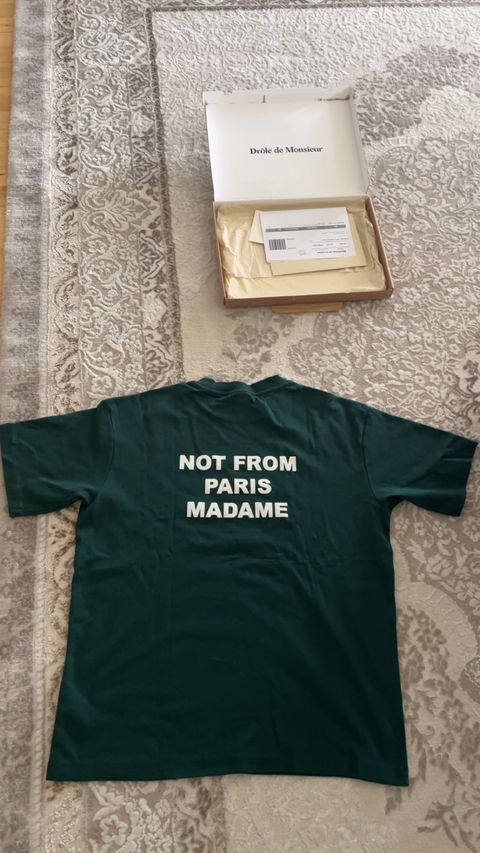 Drôle de Monsieur
NOT FROM
PARIS
MADAME